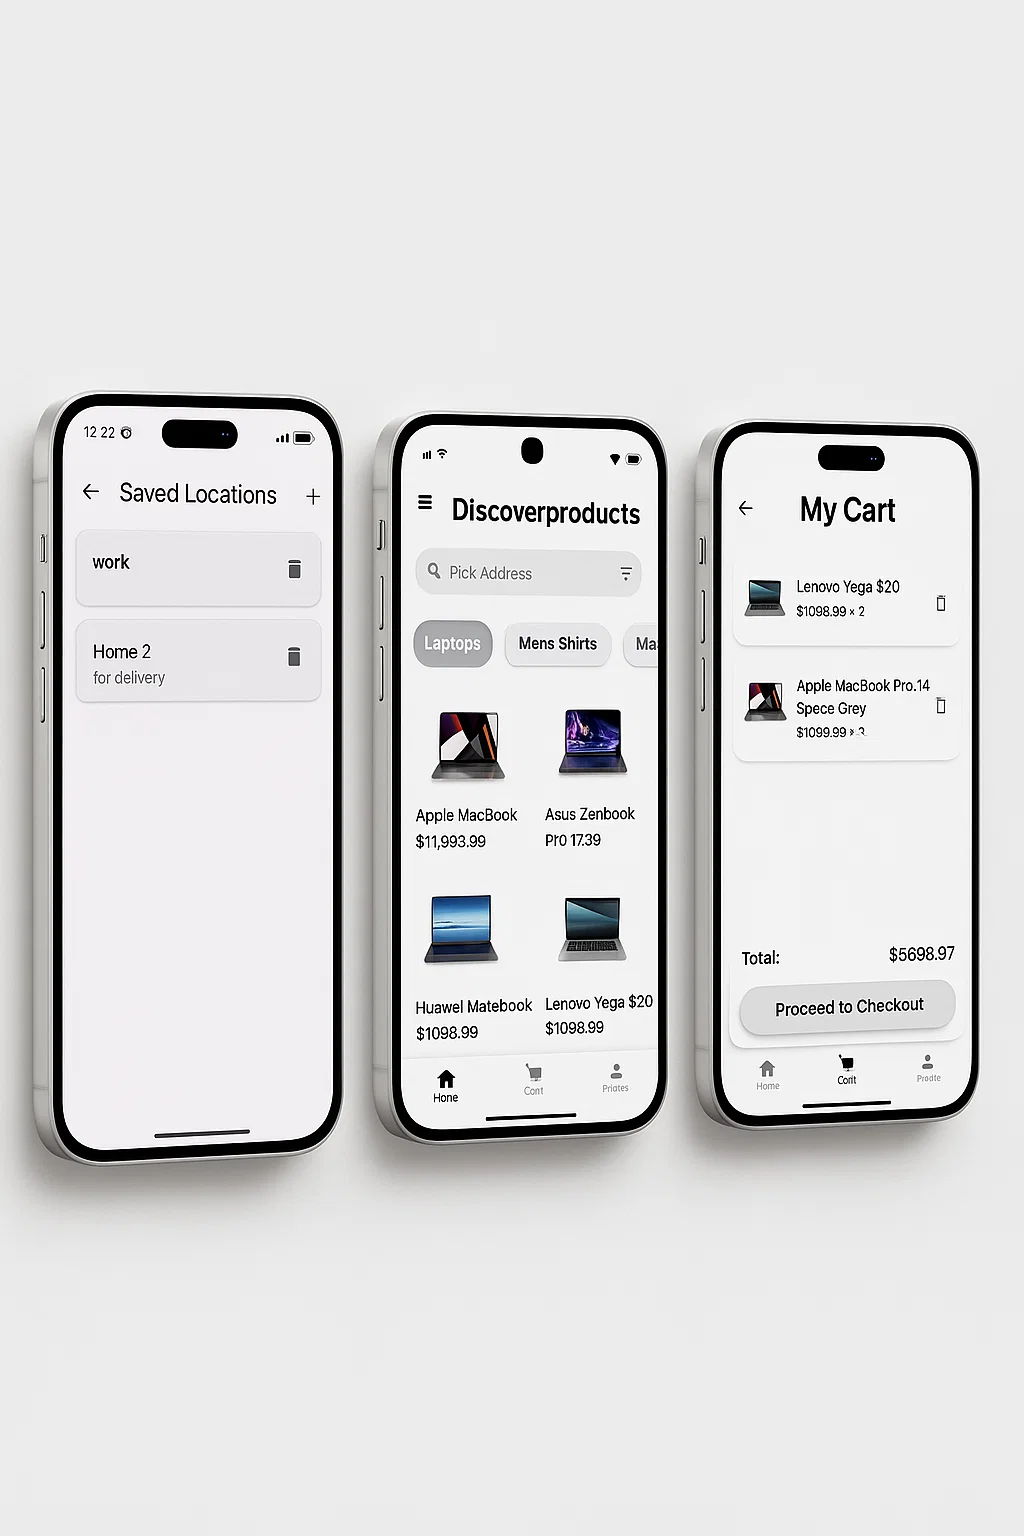 12 22
Saved Locations
work
Home 2
for delivery
Discoverproducts
Pick Address
Laptops
Mens Shirts
Ma
Apple MacBook
$11,993.99
Asus Zenbook
Pr0 17.39
Huawel Matebook
$1098.99
Lenovo Yega $20
$1098.99
Hone
Cont
Priates
My Cart
Lenovo Yega $20
$1098.99 × 2
Apple MacBook Pro.14
Spece Grey
$1099.99 × 3
Total:
$5698.97
Proceed to Checkout
Home
Corit
Prodte